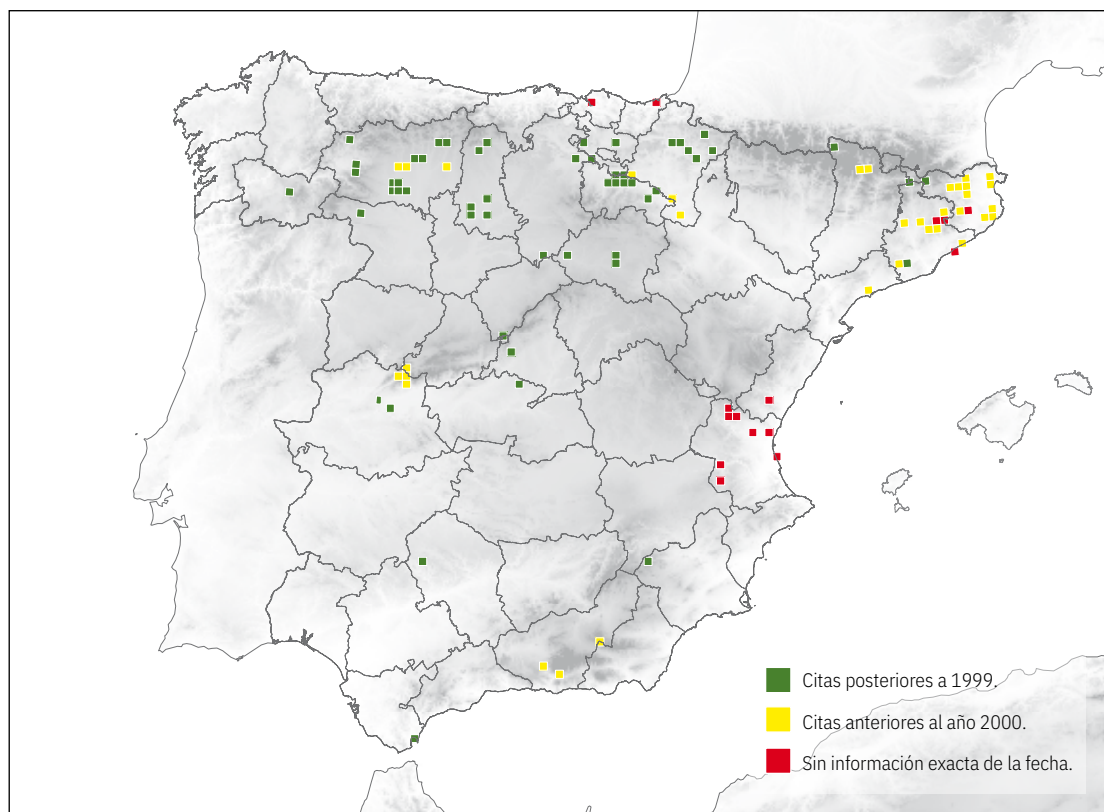 Citas posteriores a 1999.
Citas anteriores al año 2000.
Sin información exacta de la fecha.